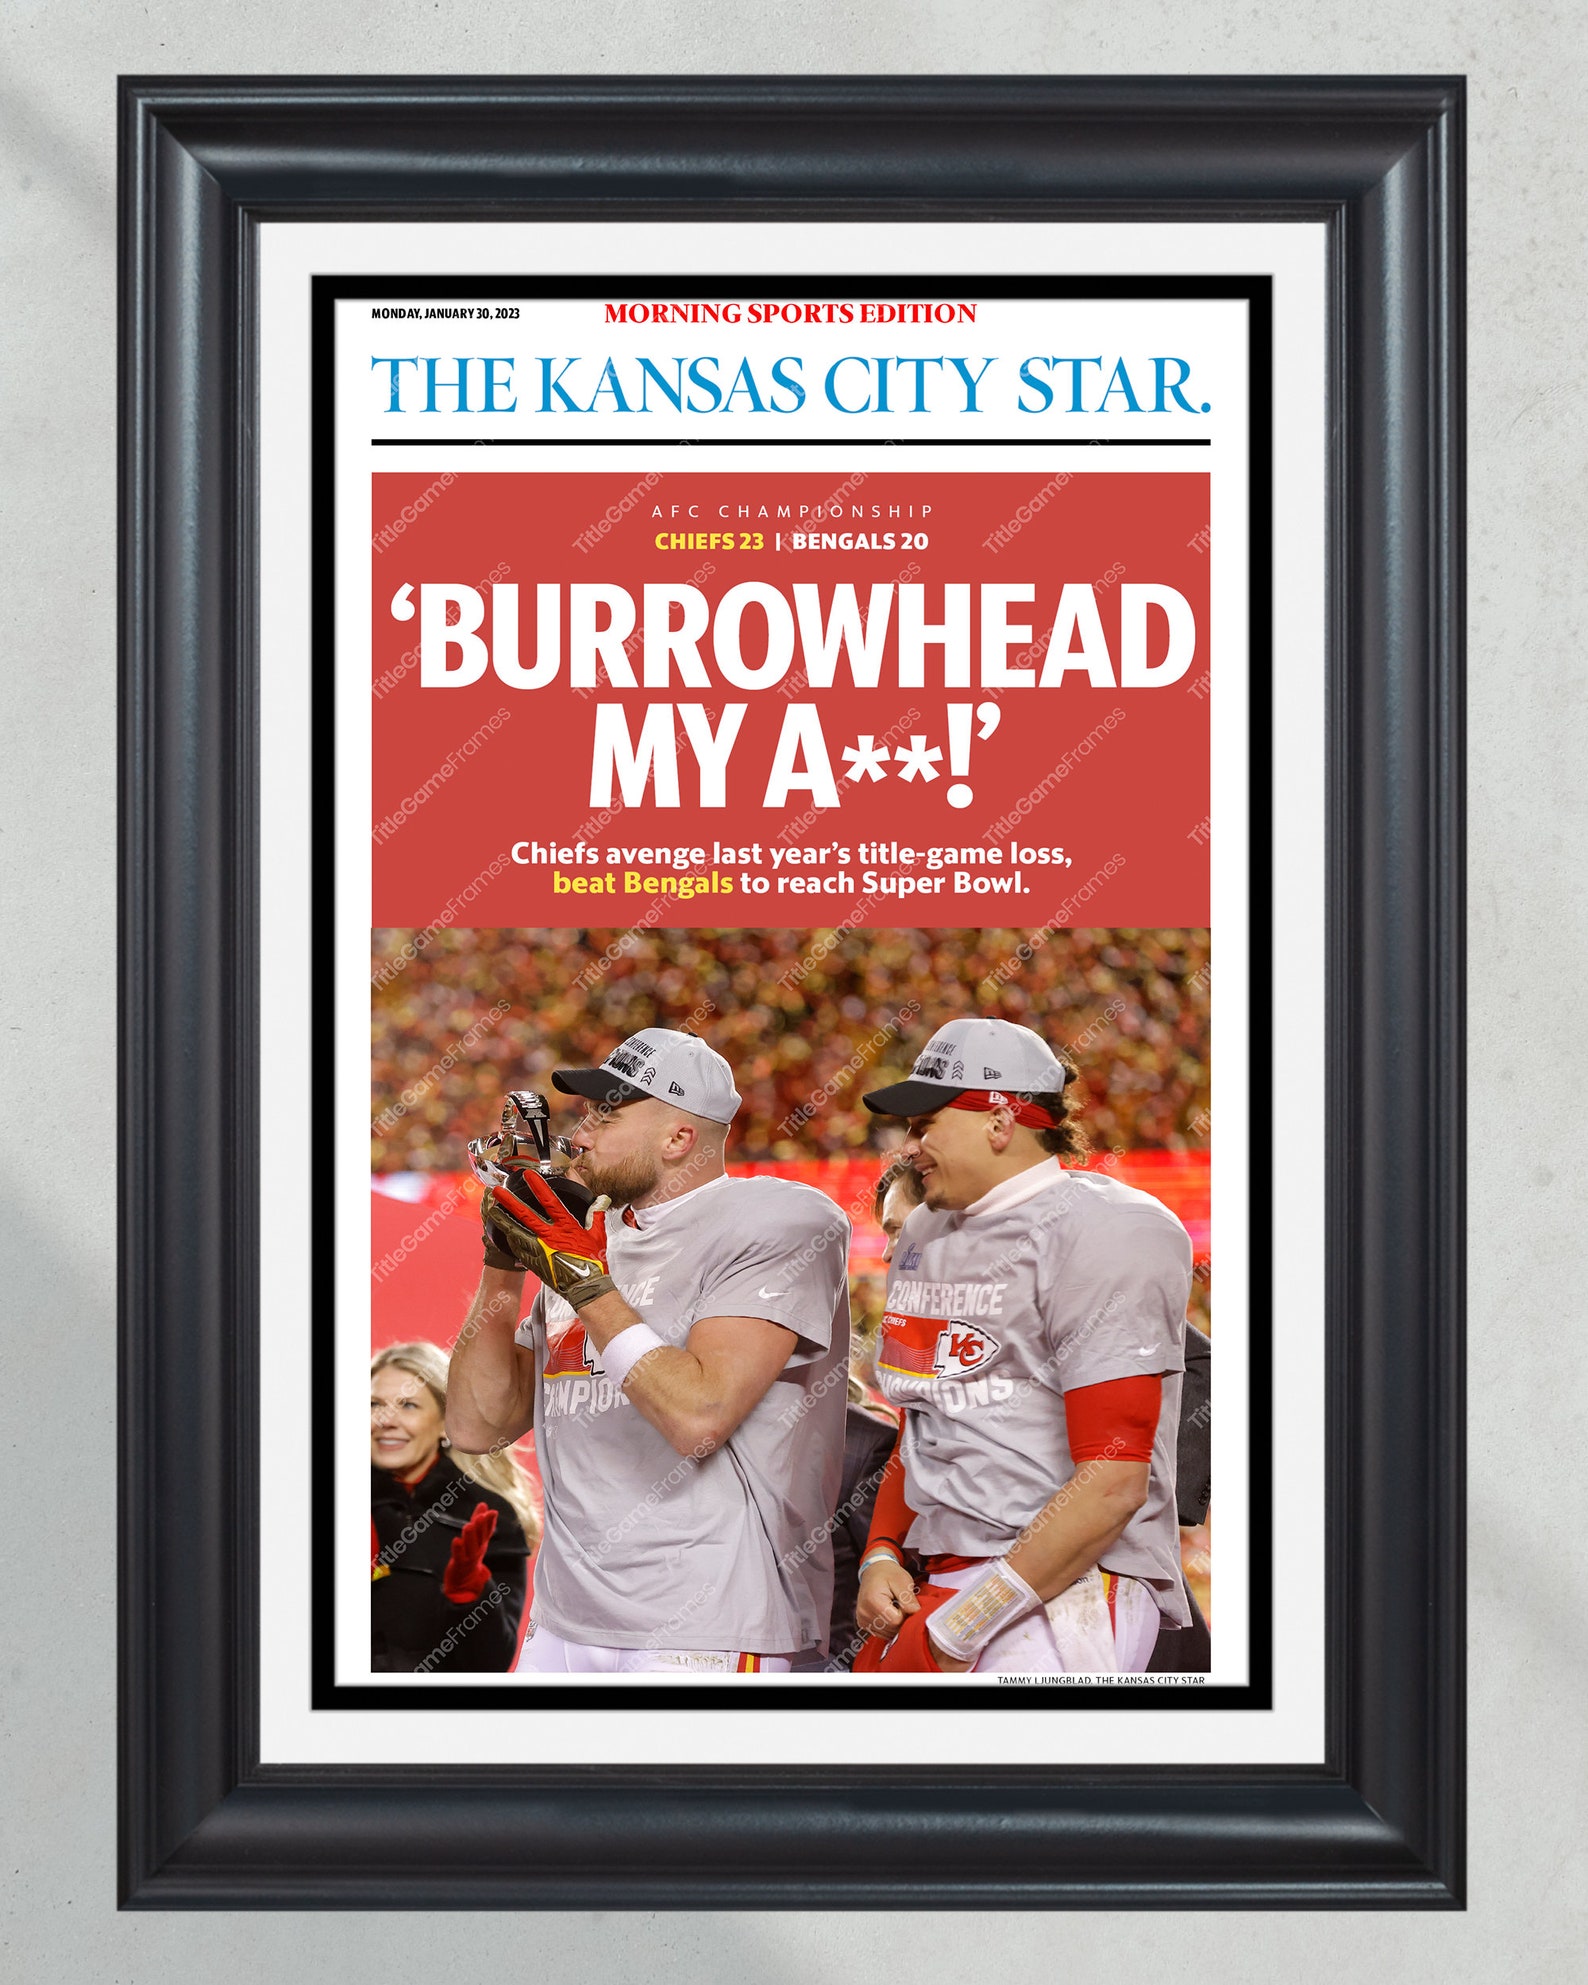 MONDAY, JANUARY 30, 2023
MORNING SPORTS EDITION
THE KANSAS CITY STAR.
AFC CHAMPIONSHIP
CHIEFS 23 | BENGALS 20
‘BURROWHEAD
MY A**!’
Chiefs avenge last year’s title-game loss,
beat Bengals to reach Super Bowl.
CONFERENCE
KC
TAMMY LJUNGBLAD, THE KANSAS CITY STAR
TitleGameFrames